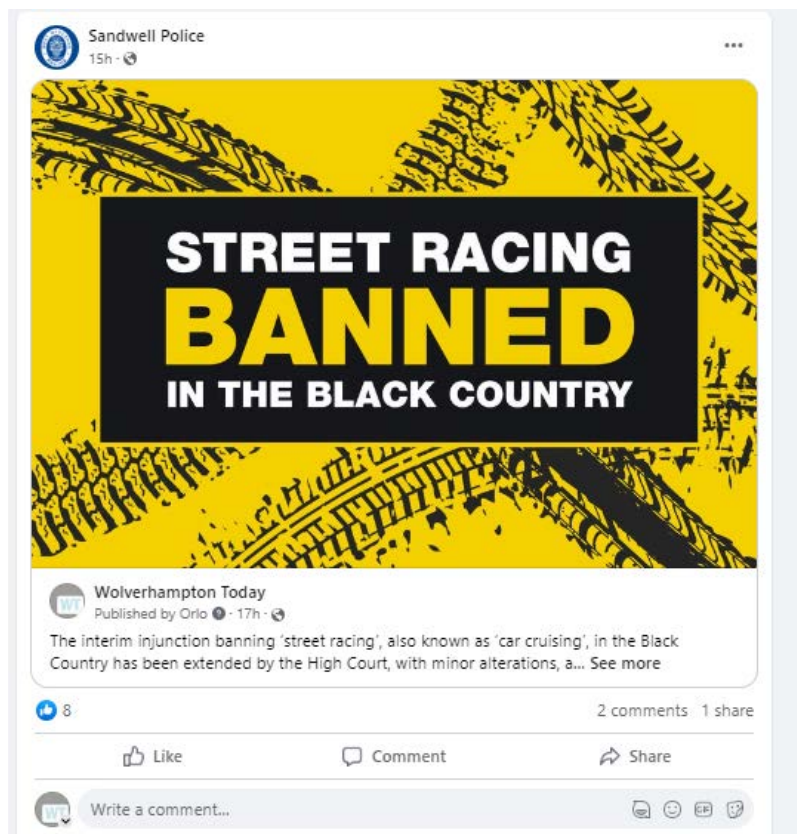 Sandwell Police
15h ·
STREET RACING
BANNED
IN THE BLACK COUNTRY
Wolverhampton Today
Published by Orlo · 17h ·
The interim injunction banning 'street racing', also known as 'car cruising', in the Black
Country has been extended by the High Court, with minor alterations, a... See more
8
2 comments 1 share
Like Comment Share
WT Write a comment... GIF